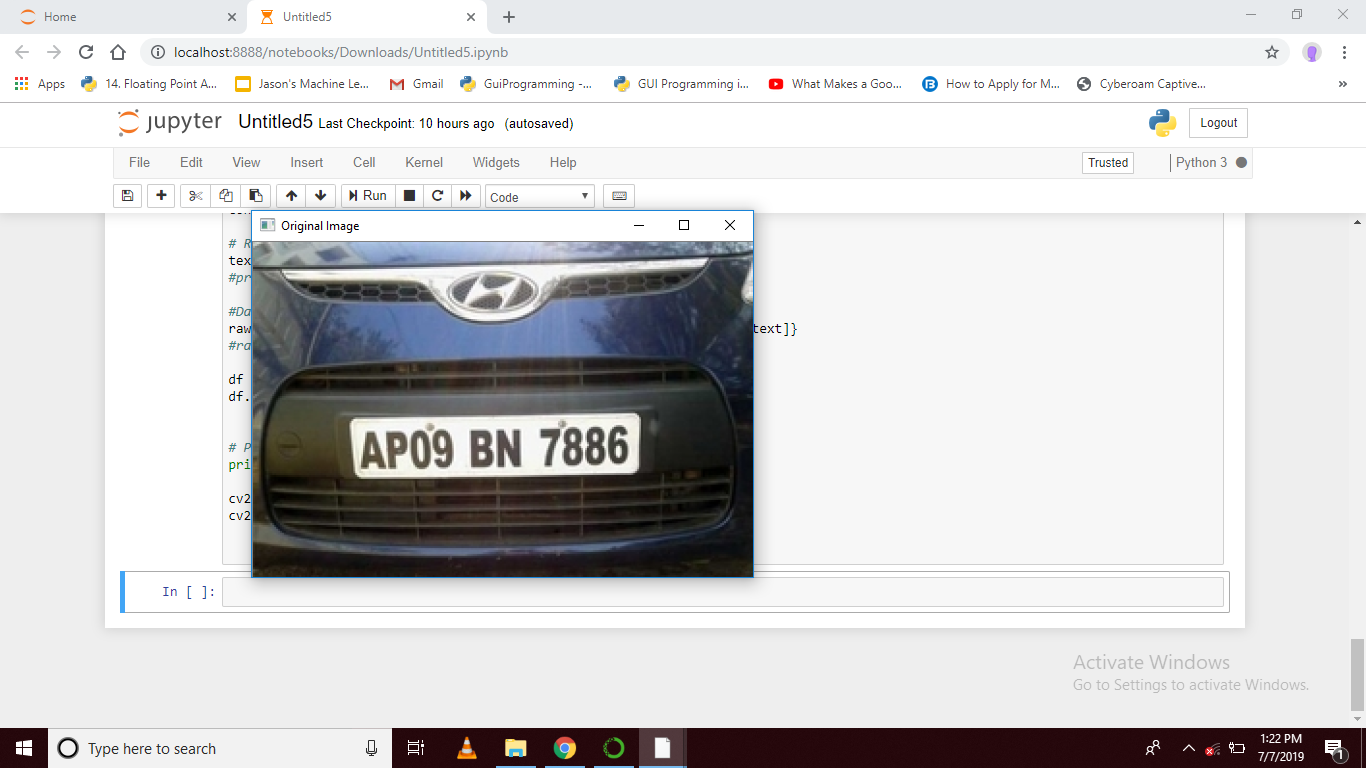 Home
Untitled5
localhost:8888/notebooks/Downloads/Untitled5.ipynb
Apps
14. Floating Point A...
Jason's Machine Le...
Gmail
GuiProgramming -...
GUI Programming i...
What Makes a Goo...
How to Apply for M...
Cyberoam Captive...
»
jupyter Untitled5 Last Checkpoint: 10 hours ago (autosaved)
Logout
File Edit View Insert Cell Kernel Widgets Help
Trusted
Python 3
Run
Code
Original Image
# R
tex
#pr
#Da
raw
text]}
#ra
df
df.
# P
pri
cv2
cv2
AP09 BN 7886
In [ ]:
Activate Windows
Go to Settings to activate Windows.
Type here to search
1:22 PM
7/7/2019
1